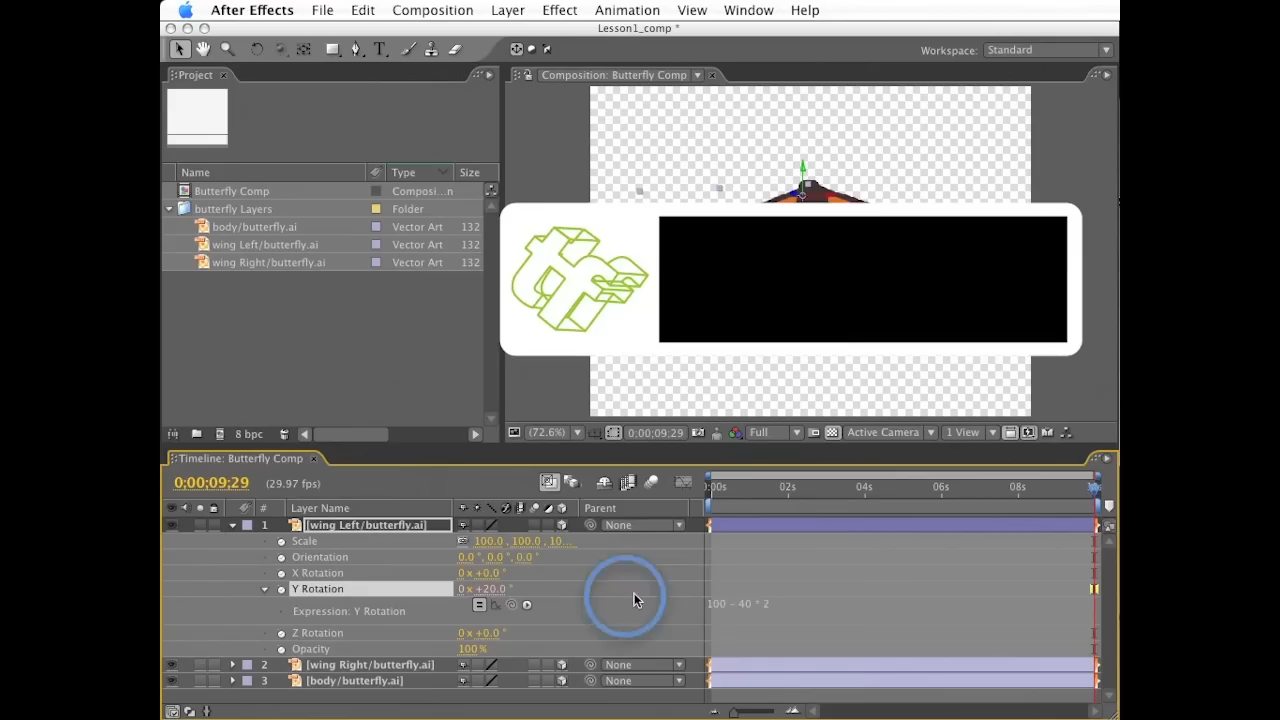 After Effects File Edit Composition Layer Effect Animation View Window Help
Lesson1_comp *
Workspace: Standard
Project
Composition: Butterfly Comp
Name Type Size
Butterfly Comp Composi...n
butterfly Layers Folder
body/butterfly.ai Vector Art 132
wing Left/butterfly.ai Vector Art 132
wing Right/butterfly.ai Vector Art 132
tfs
8 bpc
(72.6%) 0;00;09;29 Full Active Camera 1 View
Timeline: Butterfly Comp
0;00;09;29 (29.97 fps)
:00s 02s 04s 06s 08s
# Layer Name Parent
1 [wing Left/butterfly.ai] None
Scale 100.0, 100.0, 10...
Orientation 0.0°, 0.0°, 0.0°
X Rotation 0 x +0.0°
Y Rotation 0 x +20.0°
Expression: Y Rotation 100 - 40 * 2
Z Rotation 0 x +0.0°
Opacity 100%
2 [wing Right/butterfly.ai] None
3 [body/butterfly.ai] None